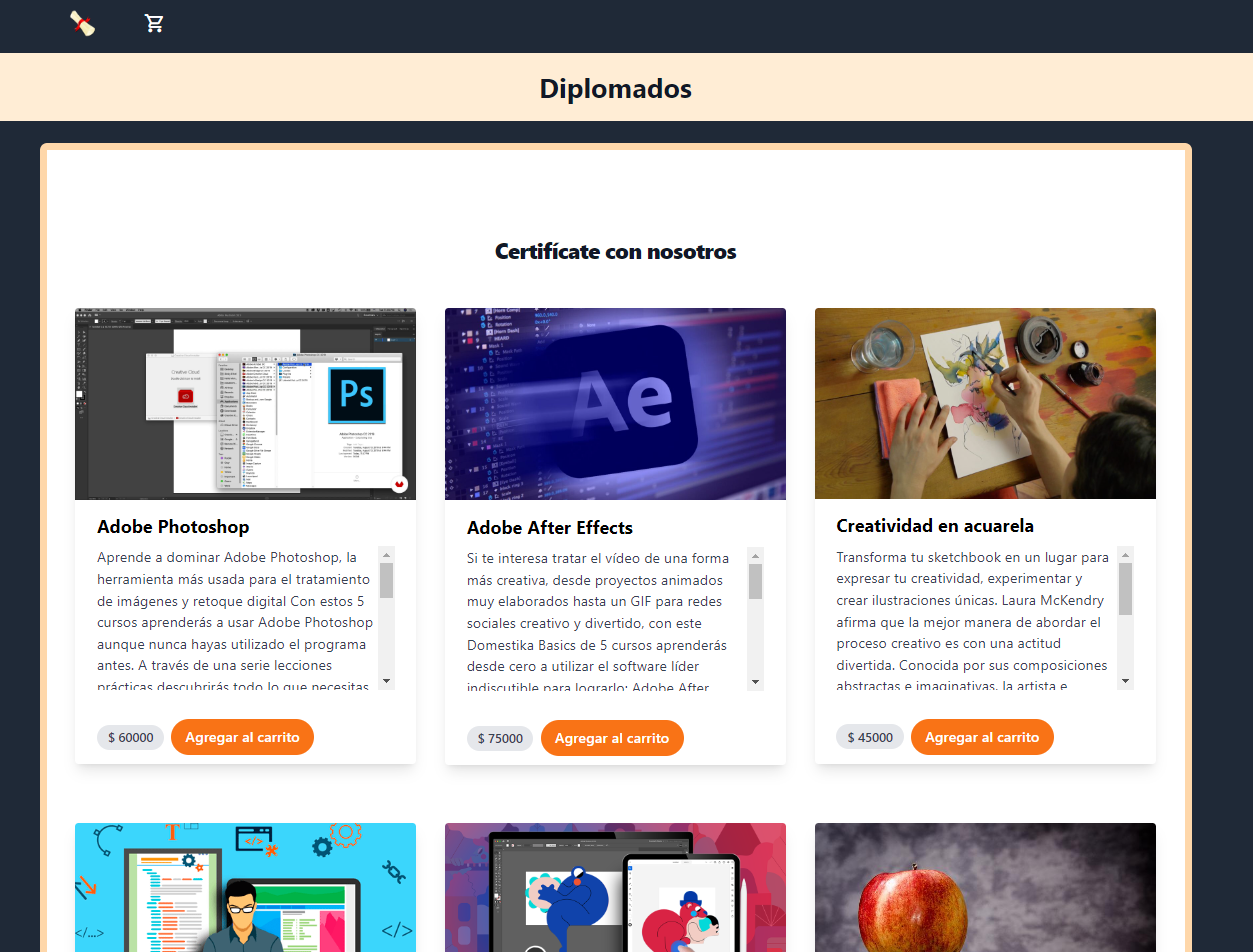 Diplomados
Certifícate con nosotros
Creative Cloud
Ps
Ae
Adobe Photoshop
Aprende a dominar Adobe Photoshop, la
herramienta más usada para el tratamiento
de imágenes y retoque digital Con estos 5
cursos aprenderás a usar Adobe Photoshop
aunque nunca hayas utilizado el programa
antes. A través de una serie lecciones
prácticas descubrirás todo lo que necesitas
$ 60000
Agregar al carrito
Adobe After Effects
Si te interesa tratar el vídeo de una forma
más creativa, desde proyectos animados
muy elaborados hasta un GIF para redes
sociales creativo y divertido, con este
Domestika Basics de 5 cursos aprenderás
desde cero a utilizar el software líder
indiscutible para lograrlo: Adobe After
$ 75000
Agregar al carrito
Creatividad en acuarela
Transforma tu sketchbook en un lugar para
expresar tu creatividad, experimentar y
crear ilustraciones únicas. Laura McKendry
afirma que la mejor manera de abordar el
proceso creativo es con una actitud
divertida. Conocida por sus composiciones
abstractas e imaginativas, la artista e
$ 45000
Agregar al carrito
T
</>
</...>
</>